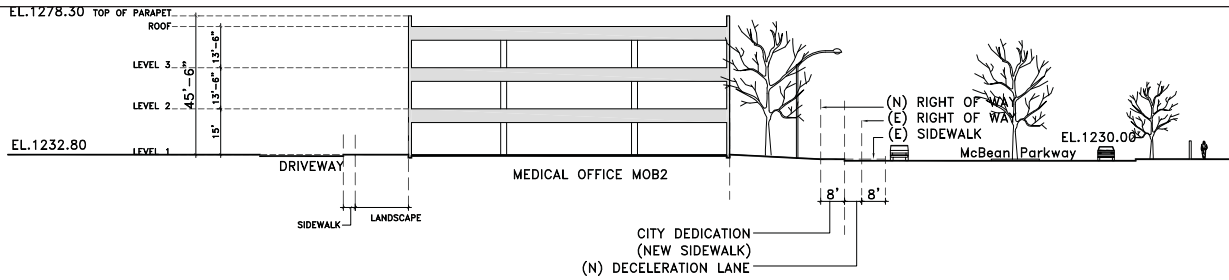 EL.1278.30 TOP OF PARAPET
ROOF
13'-6"
LEVEL 3
45'-6"
13'-6"
LEVEL 2
15'
EL.1232.80
LEVEL 1
DRIVEWAY
SIDEWALK
LANDSCAPE
MEDICAL OFFICE MOB2
(N) RIGHT OF WAY
(E) RIGHT OF WAY
(E) SIDEWALK
EL.1230.00
McBean Parkway
8'
8'
CITY DEDICATION
(NEW SIDEWALK)
(N) DECELERATION LANE